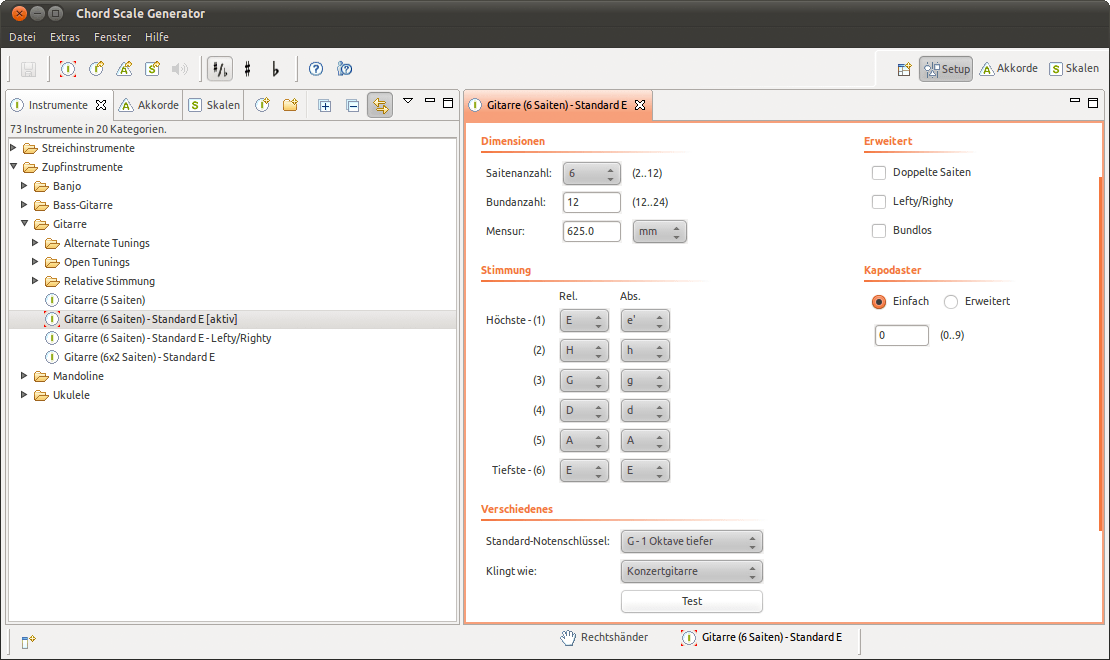 Chord Scale Generator
Datei Extras Fenster Hilfe
Setup Akkorde Skalen
Instrumente Akkorde Skalen
73 Instrumente in 20 Kategorien.
Streichinstrumente
Zupfinstrumente
Banjo
Bass-Gitarre
Gitarre
Alternate Tunings
Open Tunings
Relative Stimmung
Gitarre (5 Saiten)
Gitarre (6 Saiten) - Standard E [aktiv]
Gitarre (6 Saiten) - Standard E - Lefty/Righty
Gitarre (6x2 Saiten) - Standard E
Mandoline
Ukulele
Gitarre (6 Saiten) - Standard E
Dimensionen
Saitenanzahl: 6 (2..12)
Bundanzahl: 12 (12..24)
Mensur: 625.0 mm
Stimmung
Rel. Abs.
Höchste - (1) E e'
(2) H h
(3) G g
(4) D d
(5) A A
Tiefste - (6) E E
Verschiedenes
Standard-Notenschlüssel: G - 1 Oktave tiefer
Klingt wie: Konzertgitarre
Test
Erweitert
Doppelte Saiten
Lefty/Righty
Bundlos
Kapodaster
Einfach Erweitert
0 (0..9)
Rechtshänder Gitarre (6 Saiten) - Standard E